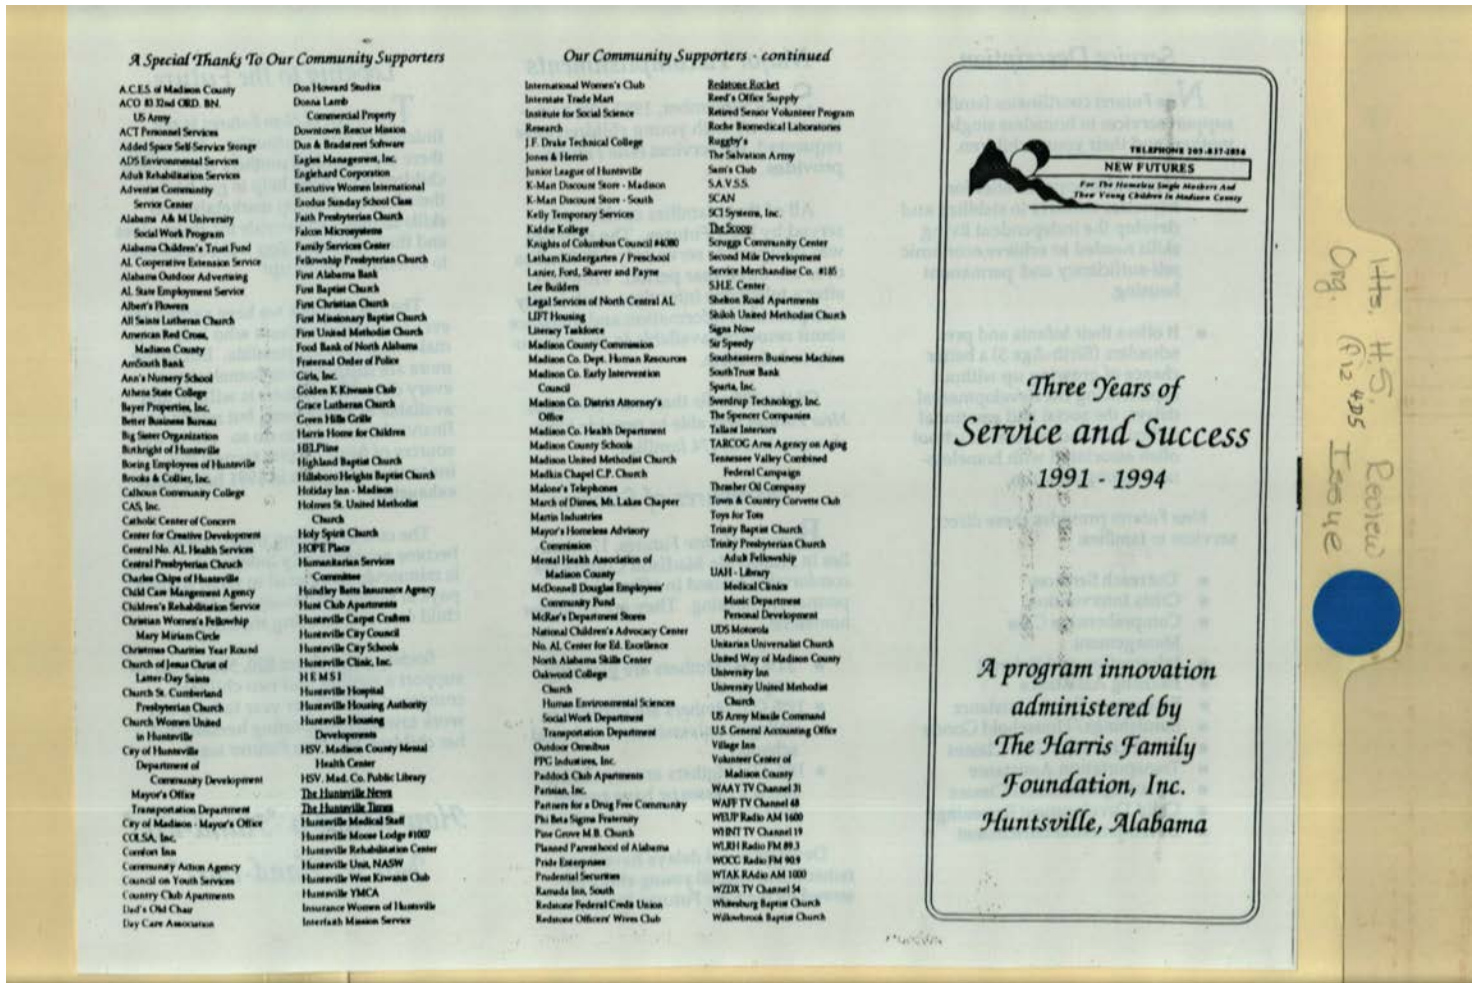 A Special Thanks To Our Community Supporters
A.C.E.S. of Madison County
ACO 83 32nd ORD. BN.
US Army
ACT Personnel Services
Added Space Self-Service Storage
ADS Environmental Services
Adult Rehabilitation Services
Adventist Community
Service Center
Alabama A& M University
Social Work Program
Alabama Children's Trust Fund
AL Cooperative Extension Service
Alabama Outdoor Advertising
AL State Employment Service
Albert's Flowers
All Saints Lutheran Church
American Red Cross,
Madison County
AmSouth Bank
Ann's Nursery School
Athens State College
Bayer Properties, Inc.
Better Business Bureau
Big Sister Organization
Birthright of Huntsville
Boeing Employees of Huntsville
Brooks & Collier, Inc.
Calhoun Community College
CAS, Inc.
Catholic Center of Concern
Center for Creative Development
Central No. AL Health Services
Central Presbyterian Chruch
Charles Chips of Huntsville
Child Care Mangement Agency
Children's Rehabilitation Service
Christian Women's Fellowship
Mary Miriam Circle
Christmas Charities Year Round
Church of Jesus Christ of
Latter-Day Saints
Church St. Cumberland
Presbyterian Church
Church Women United
in Huntsville
City of Huntsville
Department of
Community Development
Mayor's Office
Transportation Department
City of Madison - Mayor's Office
COLSA, Inc.
Comfort Inn
Community Action Agency
Council on Youth Services
Country Club Apartments
Dad's Old Chair
Day Care Association
Don Howard Studios
Donna Lamb
Commercial Property
Downtown Rescue Mission
Dun & Bradstreet Software
Eagles Management, Inc.
Englehard Corporation
Executive Women International
Exodus Sunday School Class
Faith Presbyterian Church
Falcon Microsystems
Family Services Center
Fellowship Presbyterian Church
First Alabama Bank
First Baptist Church
First Christian Church
First Missionary Baptist Church
First United Methodist Church
Food Bank of North Alabama
Fraternal Order of Police
Girls, Inc.
Golden K Kiwanis Club
Grace Lutheran Church
Green Hills Grille
Harris Home for Children
HELPline
Highland Baptist Church
Hillsboro Heights Baptist Church
Holiday Inn - Madison
Holmes St. United Methodist
Church
Holy Spirit Church
HOPE Place
Humanitarian Services
Committee
Hundley Batts Insurance Agency
Hunt Club Apartments
Huntsville Carpet Crafters
Huntsville City Council
Huntsville City Schools
Huntsville Clinic, Inc.
H E M S I
Huntsville Hospital
Huntsville Housing Authority
Huntsville Housing
Developments
HSV. Madison County Mental
Health Center
HSV. Mad. Co. Public Library
The Huntsville News
The Huntsville Times
Huntsville Medical Staff
Huntsville Moose Lodge #1007
Huntsville Rehabilitation Center
Huntsville Unit, NASW
Huntsville West Kiwanis Club
Huntsville YMCA
Insurance Women of Huntsville
Interfaith Mission Service
Our Community Supporters - continued
International Women's Club
Interstate Trade Mart
Institute for Social Science
Research
J.F. Drake Technical College
Jones & Herrin
Junior League of Huntsville
K-Mart Discount Store - Madison
K-Mart Discount Store - South
Kelly Temporary Services
Kiddie Kollege
Knights of Columbus Council #4080
Latham Kindergarten / Preschool
Lanier, Ford, Shaver and Payne
Lee Builders
Legal Services of North Central AL
LIFT Housing
Literacy Taskforce
Madison County Commission
Madison Co. Dept. Human Resources
Madison Co. Early Intervention
Council
Madison Co. District Attorney's
Office
Madison Co. Health Department
Madison County Schools
Madison United Methodist Church
Madkin Chapel C.P. Church
Malone's Telephones
March of Dimes, Mt. Lakes Chapter
Martin Industries
Mayor's Homeless Advisory
Commission
Mental Health Association of
Madison County
McDonnell Douglas Employees'
Community Fund
McRae's Department Stores
National Children's Advocacy Center
No. AL Center for Ed. Excellence
North Alabama Skills Center
Oakwood College
Church
Human Environmental Sciences
Social Work Department
Transportation Department
Outdoor Omnibus
PPG Industries, Inc.
Paddock Club Apartments
Parisian, Inc.
Partners for a Drug Free Community
Phi Beta Sigma Fraternity
Pine Grove M.B. Church
Planned Parenthood of Alabama
Pride Enterprises
Prudential Securities
Ramada Inn, South
Redstone Federal Credit Union
Redstone Officers' Wives Club
Redstone Rocket
Reed's Office Supply
Retired Senior Volunteer Program
Roche Biomedical Laboratories
Ruggby's
The Salvation Army
Sam's Club
S.A.V.S.S.
SCAN
SCI Systems, Inc.
The Scoop
Scruggs Community Center
Second Mile Development
Service Merchandise Co. #185
S.H.E. Center
Shelton Road Apartments
Shiloh United Methodist Church
Signs Now
Sir Speedy
Southeastern Business Machines
SouthTrust Bank
Sparta, Inc.
Sverdrup Technology, Inc.
The Spencer Companies
Tallant Interiors
TARCOG Area Agency on Aging
Tennessee Valley Combined
Federal Campaign
Thrasher Oil Company
Town & Country Corvette Club
Toys for Tots
Trinity Baptist Church
Trinity Presbyterian Church
Adult Fellowship
UAH - Library
Medical Clinics
Music Department
Personal Development
UDS Motorola
Unitarian Universalist Church
United Way of Madison County
University Inn
University United Methodist
Church
US Army Missile Command
U.S. General Accounting Office
Village Inn
Volunteer Center of
Madison County
WAAY TV Channel 31
WAFF TV Channel 48
WEUP Radio AM 1600
WHNT TV Channel 19
WLRH Radio FM 89.3
WOCG Radio FM 90.9
WTAK RAdio AM 1000
WZDX TV Channel 54
Whitesburg Baptist Church
Willowbrook Baptist Church
TELEPHONE 205-837-2856
NEW FUTURES
For The Homeless Single Mothers And
Their Young Children in Madison County
Three Years of
Service and Success
1991 - 1994
A program innovation
administered by
The Harris Family
Foundation, Inc.
Huntsville, Alabama
HHs, HS, Review
Org. P12 4D5 Issue